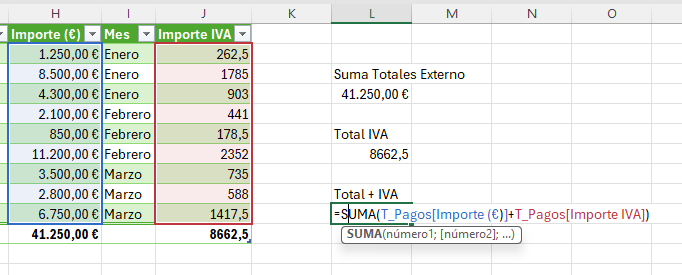 H I J K L M N O
Importe (€) Mes Importe IVA
1.250,00 € Enero 262,5
8.500,00 € Enero 1785 Suma Totales Externo
4.300,00 € Enero 903 41.250,00 €
2.100,00 € Febrero 441
850,00 € Febrero 178,5 Total IVA
11.200,00 € Febrero 2352 8662,5
3.500,00 € Marzo 735
2.800,00 € Marzo 588 Total + IVA
6.750,00 € Marzo 1417,5 =SUMA(T_Pagos[Importe (€)]+T_Pagos[Importe IVA])
41.250,00 € 8662,5 SUMA(número1; [número2]; ...)